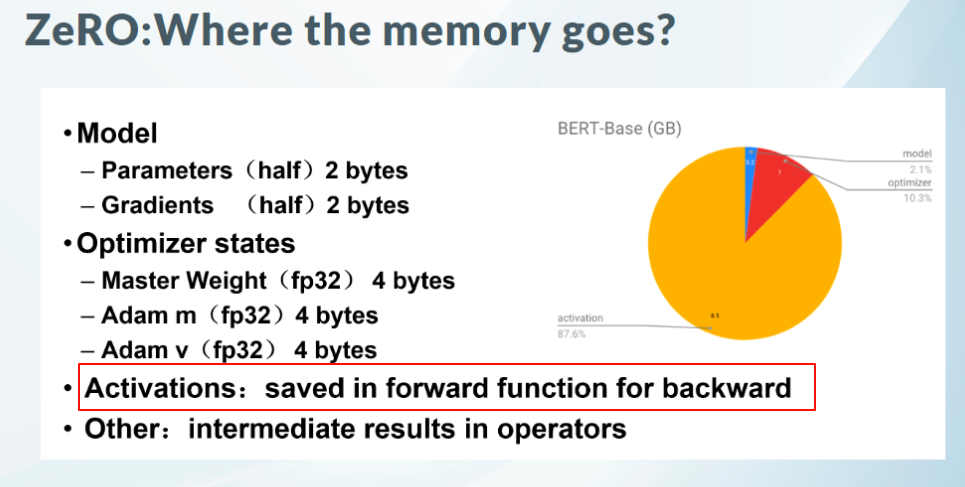 ZeRO:Where the memory goes?
•Model
– Parameters（half）2 bytes
– Gradients （half）2 bytes
•Optimizer states
– Master Weight（fp32） 4 bytes
– Adam m（fp32）4 bytes
– Adam v（fp32） 4 bytes
• Activations：saved in forward function for backward
• Other：intermediate results in operators
BERT-Base (GB)
model
2.1%
optimizer
10.3%
1
8.5
activation
87.6%